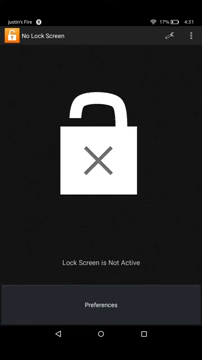 justin's Fire
17%
4:31
No Lock Screen
Lock Screen is Not Active
Preferences